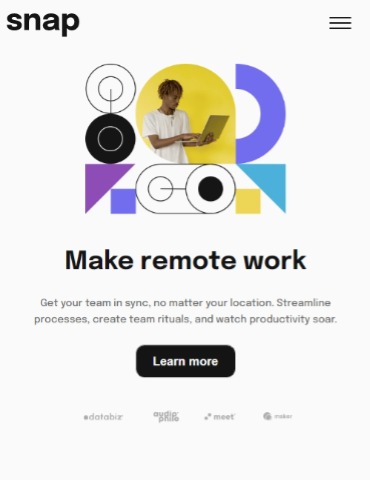 snap
Make remote work
Get your team in sync, no matter your location. Streamline
processes, create team rituals, and watch productivity soar.
Learn more
databiz
audiophile
meet
maker